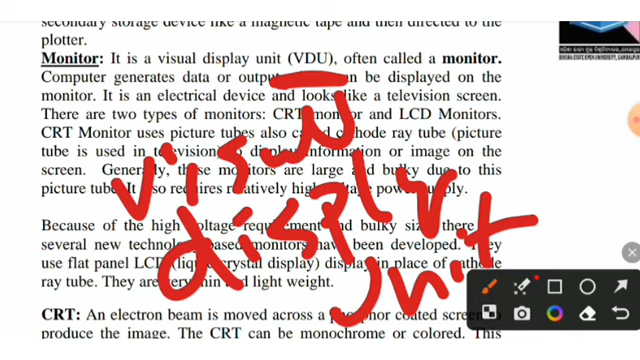 secondary storage device like a magnetic tape and then directed to the
plotter.
Monitor: It is a visual display unit (VDU), often called a monitor.
Computer generates data or output can be displayed on the
monitor. It is an electrical device and looks like a television screen.
There are two types of monitors: CRT monitor and LCD Monitors.
CRT Monitor uses picture tubes also called cathode ray tube (picture
tube is used in television to display information or image on the
screen. Generally, these monitors are large and bulky due to this
picture tube. It also requires relatively high voltage power supply.
Because of the high voltage requirement and bulky size there
several new technology based monitors have been developed. They
use flat panel LCD (liquid crystal display) display in place of cathode
ray tube. They are very thin and light weight.
CRT: An electron beam is moved across a phosphor coated screen to
produce the image. The CRT can be monochrome or colored. This
visual
display
unit